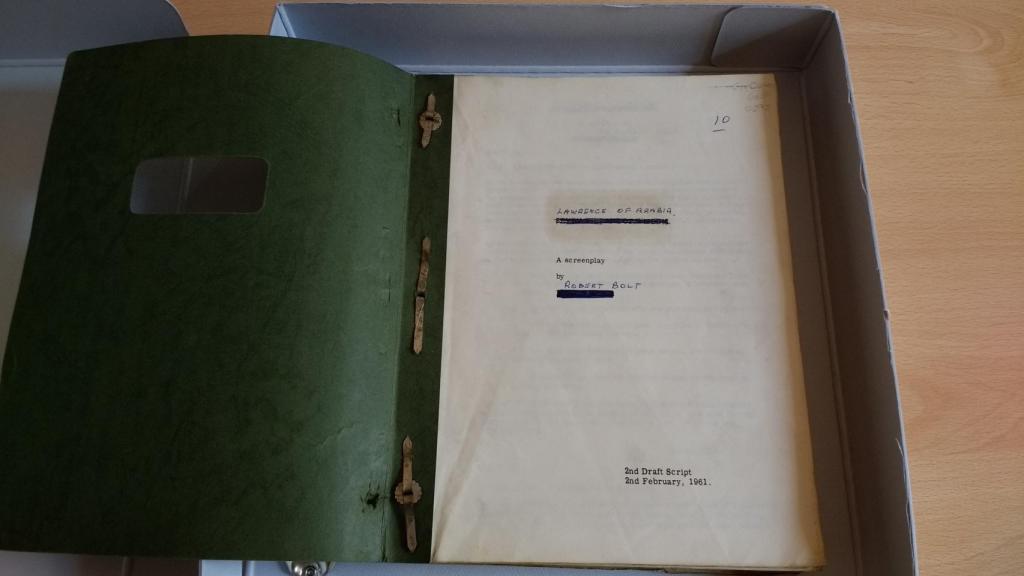 10
LAWRENCE OF ARABIA.
A screenplay
by
ROBERT BOLT
2nd Draft Script
2nd February, 1961.